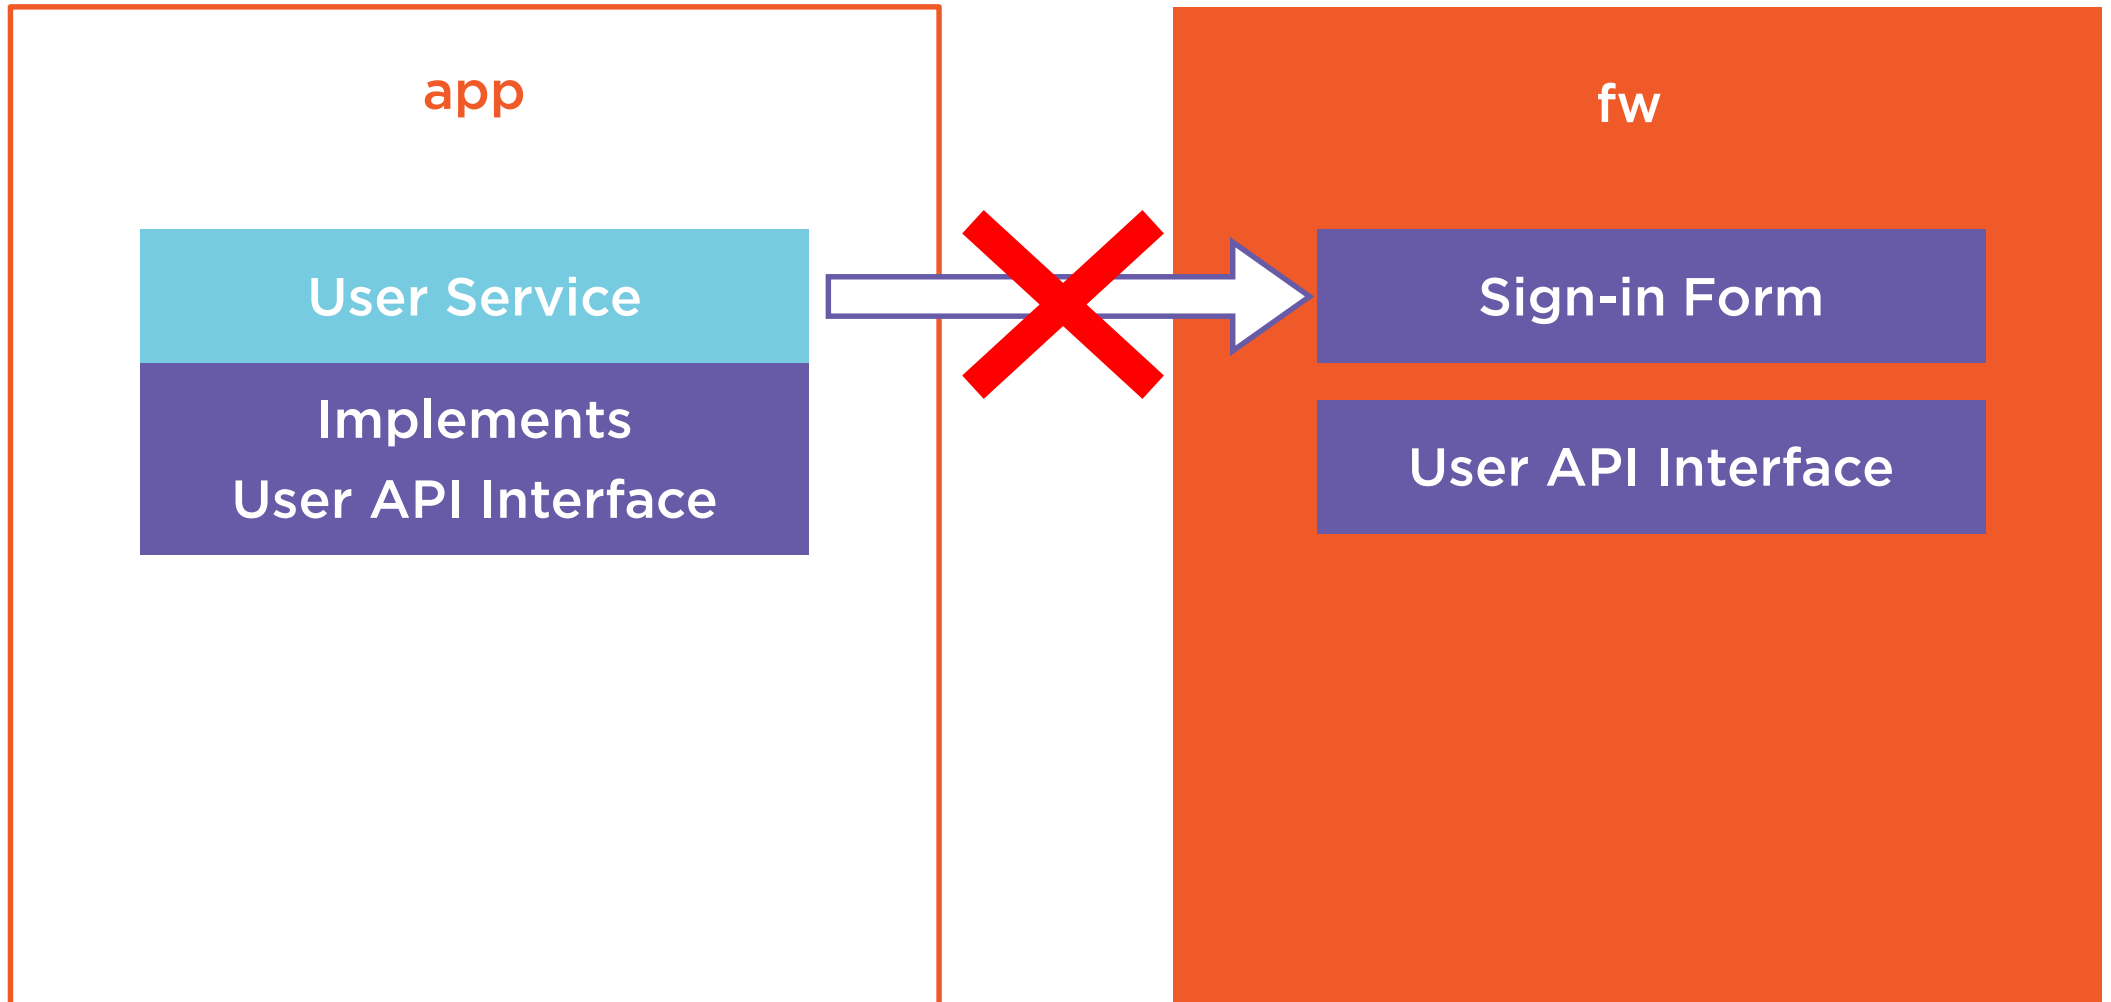 app
User Service
Implements
User API Interface
fw
Sign-in Form
User API Interface